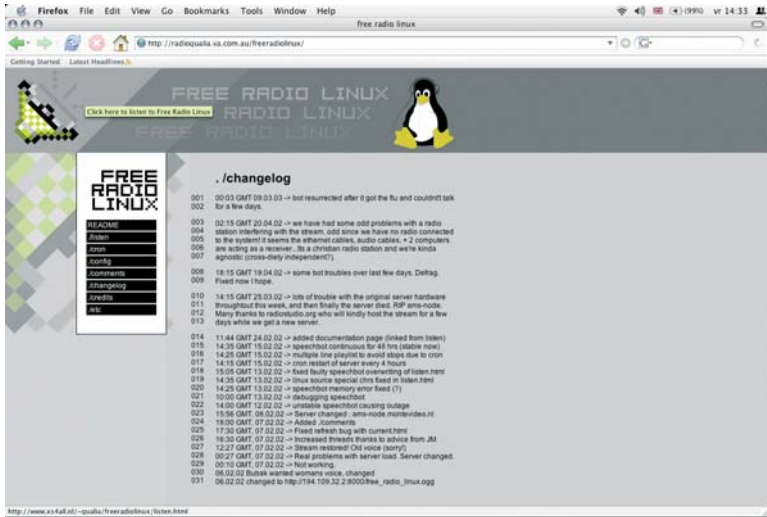 Firefox File Edit View Go Bookmarks Tools Window Help (99%) vr 14:33
free radio linux
http://radioqualia.va.com.au/freeradiolinux/
Getting Started Latest Headlines
FREE RADIO LINUX
RADIO LINUX
FREE RADIO LINUX
Click here to listen to Free Radio Linux
FREE
RADIO
LINUX
README
./listen
./cron
./config
./comments
./changelog
./credits
./etc
. /changelog
001 00:03 GMT 09.03.03 -> bot resurrected after it got the flu and couldn't talk
002 for a few days.
003 02:15 GMT 20.04.02 -> we have had some odd problems with a radio
004 station interfering with the stream. odd since we have no radio connected
005 to the system! it seems the ethernet cables, audio cables, + 2 computers
006 are acting as a receiver...its a christian radio station and we're kinda
007 agnostic (cross-diety independent?).
008 18:15 GMT 19.04.02 -> some bot troubles over last few days. Defrag.
009 Fixed now I hope.
010 14:15 GMT 25.03.02 -> lots of trouble with the original server hardware
011 throughout this week, and then finally the server died. RIP ams-node.
012 Many thanks to radiostudio.org who will kindly host the stream for a few
013 days while we get a new server.
014 11:44 GMT 24.02.02 -> added documentation page (linked from listen)
015 14:35 GMT 15.02.02 -> speechbot continuous for 48 hrs (stable now)
016 14:25 GMT 15.02.02 -> multiple line playlist to avoid stops due to cron
017 14:15 GMT 15.02.02 -> cron restart of server every 4 hours
018 15:05 GMT 13.02.02 -> fixed faulty speechbot overwriting of listen.html
019 14:35 GMT 13.02.02 -> linux source special chrs fixed in listen.html
020 14:25 GMT 13.02.02 -> speechbot memory error fixed (?)
021 10:00 GMT 13.02.02 -> debugging speechbot
022 14:00 GMT 12.02.02 -> unstable speechbot causing outage
023 15:56 GMT, 08.02.02 -> Server changed : ams-node.montevideo.nl
024 18:00 GMT, 07.02.02 -> Added ./comments
025 17:30 GMT, 07.02.02 -> Fixed refresh bug with current.html
026 16:30 GMT, 07.02.02 -> Increased threads thanks to advice from JM
027 12:27 GMT, 07.02.02 -> Stream restored! Old voice (sorry!)
028 00:27 GMT, 07.02.02 -> Real problems with server load. Server changed.
029 00:10 GMT, 07.02.02 -> Not working.
030 06.02.02 Bubak wanted womans voice, changed
031 06.02.02 changed to http://194.109.32.2:8000/free_radio_linux.ogg
http://www.xs4all.nl/~qualia/freeradiolinux/listen.html